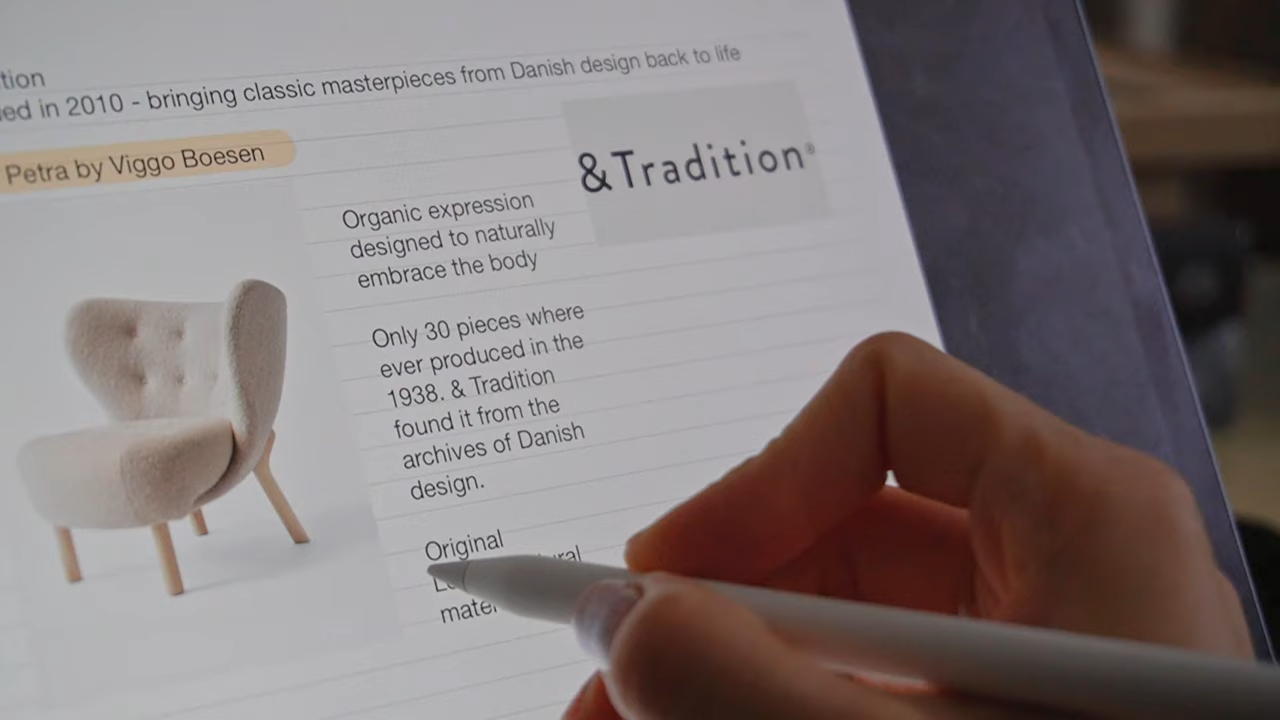 tion
ed in 2010 - bringing classic masterpieces from Danish design back to life
Petra by Viggo Boesen
&Tradition®
Organic expression
designed to naturally
embrace the body
Only 30 pieces where
ever produced in the
1938. & Tradition
found it from the
archives of Danish
design.
Original